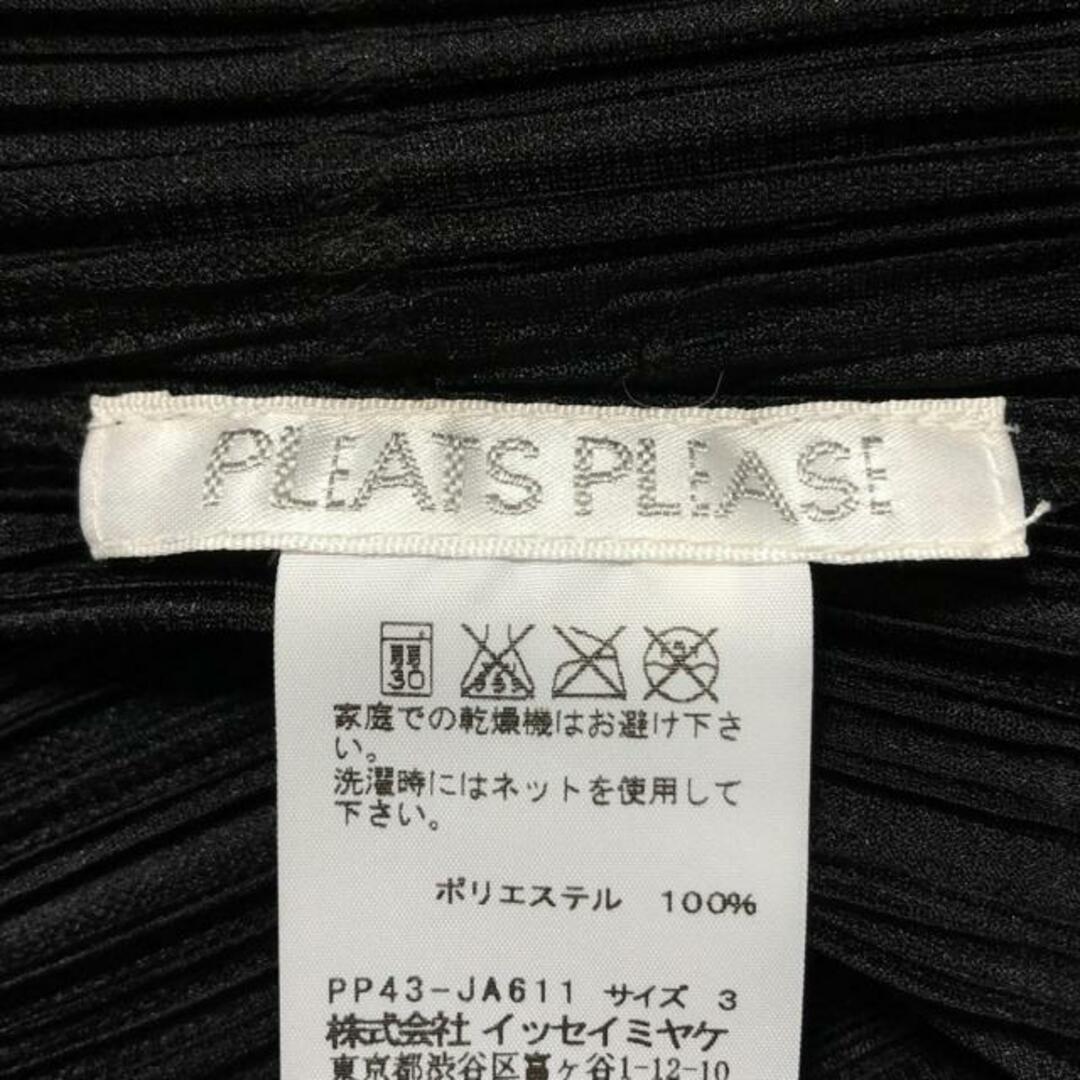 PLEATS PLEASE
弱
30
家庭での乾燥機はお避け下さ
い。
洗濯時にはネットを使用して
下さい。
ポリエステル 100%
PP43-JA611 サイズ 3
株式会社 イッセイミヤケ
東京都渋谷区富ヶ谷1-12-10